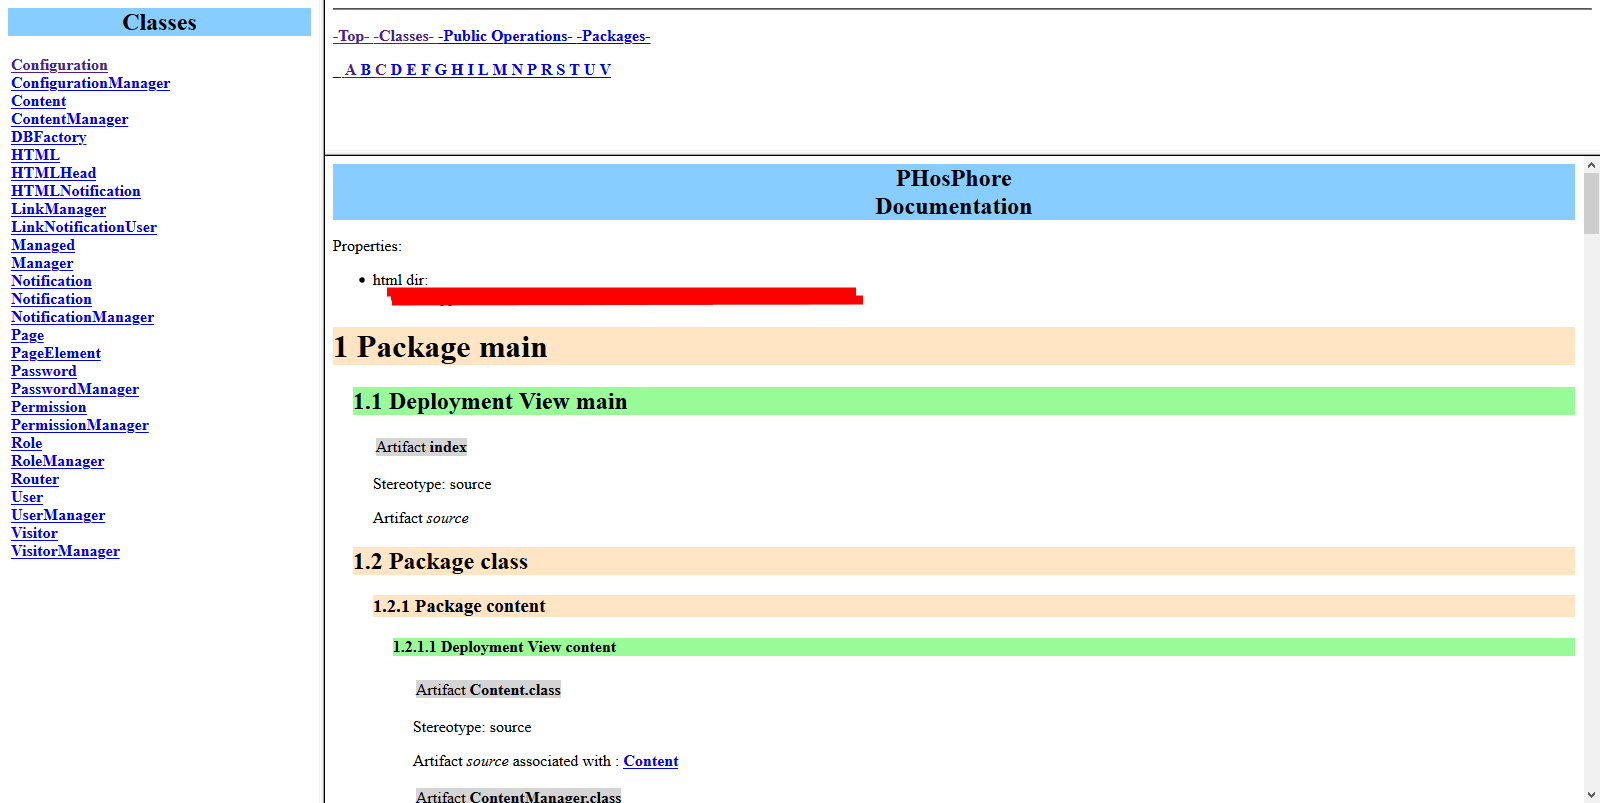 Classes
Configuration
ConfigurationManager
Content
ContentManager
DBFactory
HTML
HTMLHead
HTMLNotification
LinkManager
LinkNotificationUser
Managed
Manager
Notification
Notification
NotificationManager
Page
PageElement
Password
PasswordManager
Permission
PermissionManager
Role
RoleManager
Router
User
UserManager
Visitor
VisitorManager
-Top- -Classes- -Public Operations- -Packages-
_ A B C D E F G H I L M N P R S T U V
PHosPhore
Documentation
Properties:
• html dir:
1 Package main
1.1 Deployment View main
Artifact index
Stereotype: source
Artifact source
1.2 Package class
1.2.1 Package content
1.2.1.1 Deployment View content
Artifact Content.class
Stereotype: source
Artifact source associated with : Content
Artifact ContentManager.class